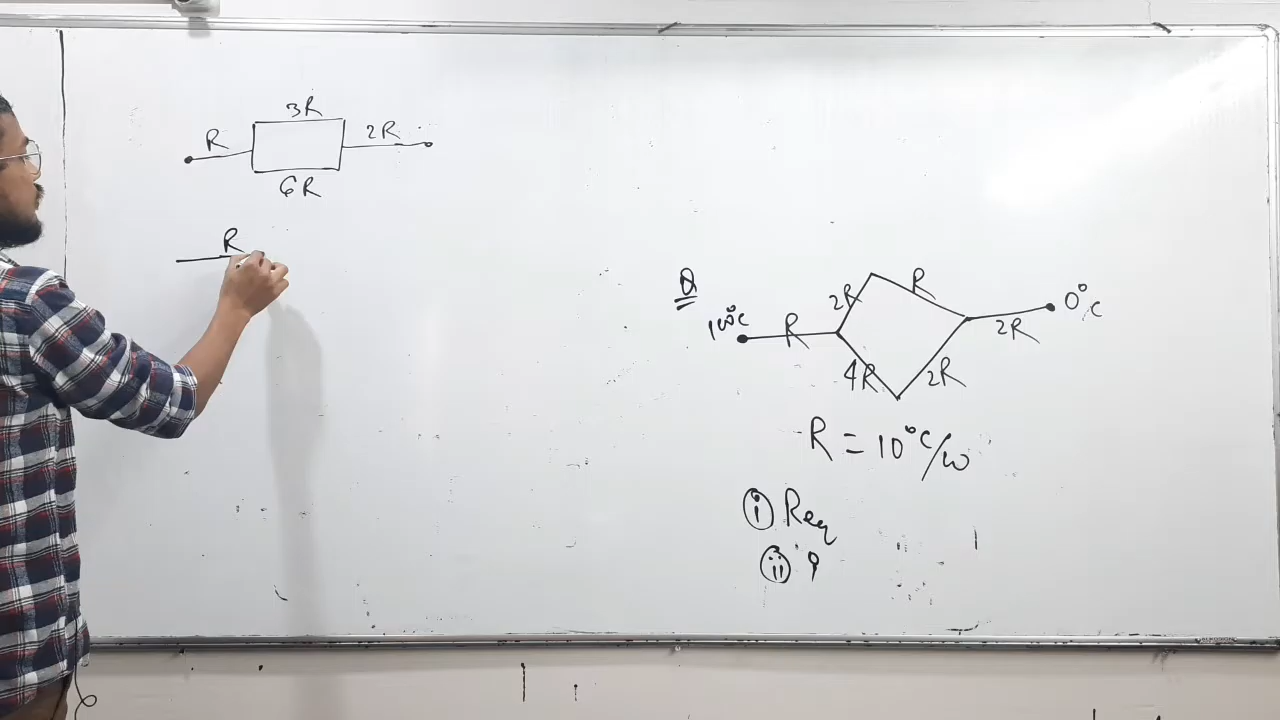 3R
R 2R
6R
R
Q
100°C R 2R R 2R 0°C
4R 2R
R = 10°C/W
(i) Req
(ii) q